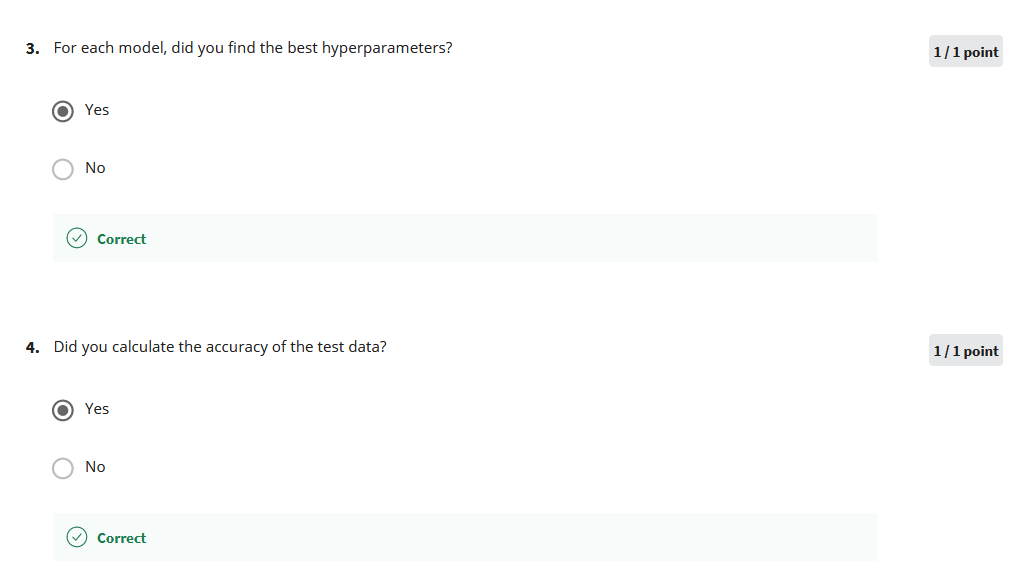 3. For each model, did you find the best hyperparameters?
1 / 1 point
Yes
No
Correct
4. Did you calculate the accuracy of the test data?
1 / 1 point
Yes
No
Correct